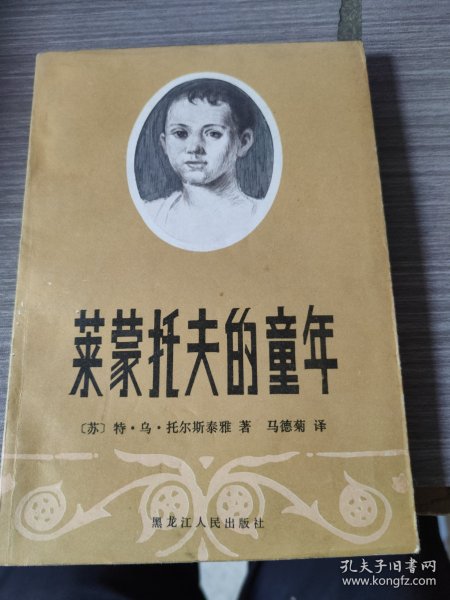 莱蒙托夫的童年
〔苏〕特·乌·托尔斯泰雅 著 马德菊 译
黑龙江人民出版社
孔夫子旧书网
www.kongfz.com